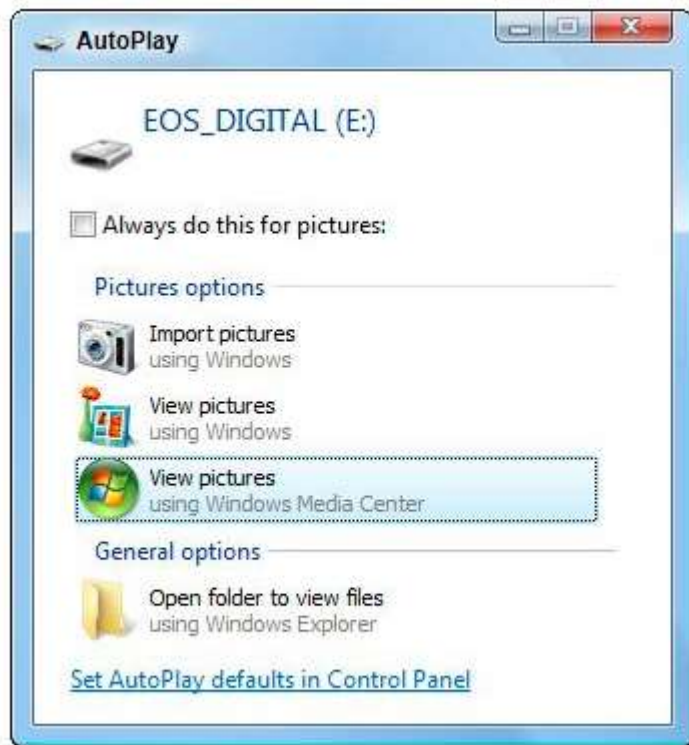 AutoPlay
EOS_DIGITAL (E:)
Always do this for pictures:
Pictures options
Import pictures
using Windows
View pictures
using Windows
View pictures
using Windows Media Center
General options
Open folder to view files
using Windows Explorer
Set AutoPlay defaults in Control Panel